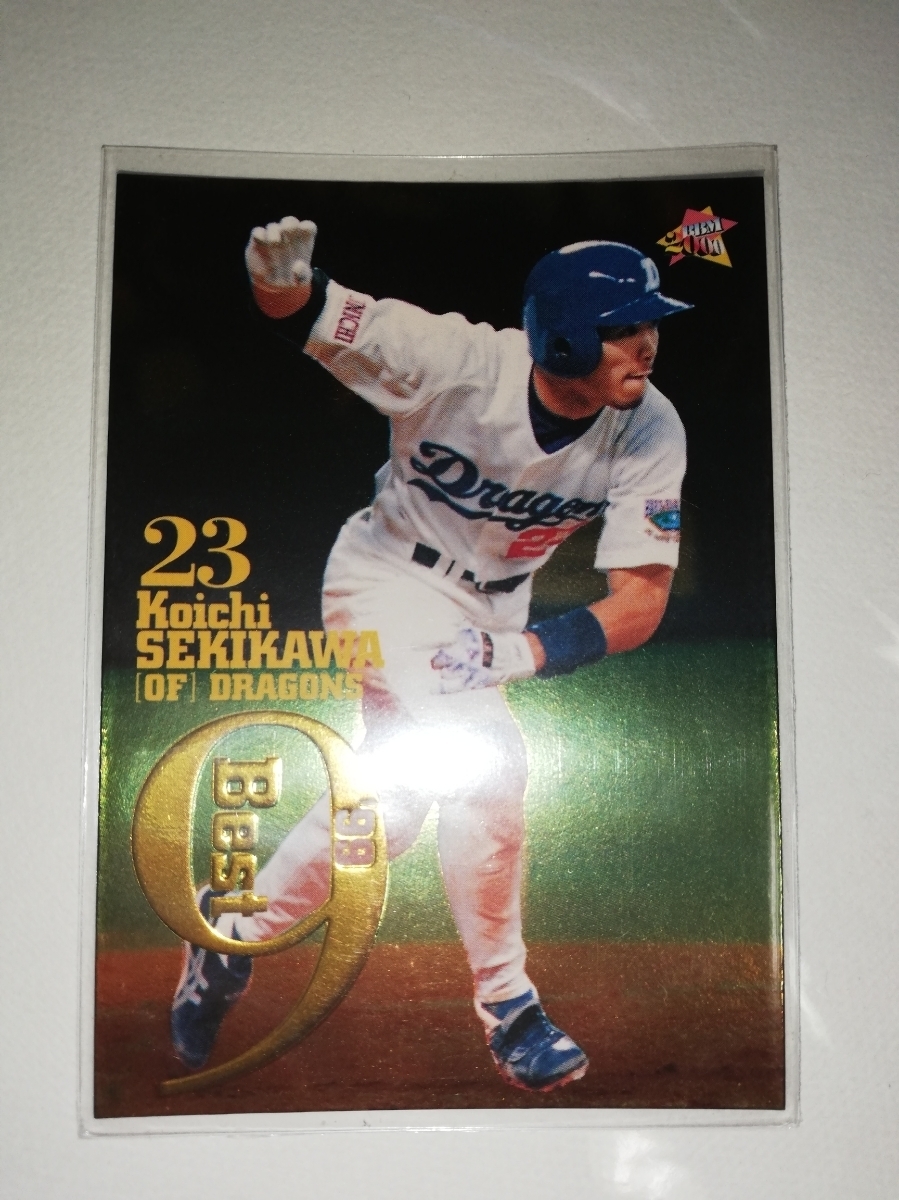 BBM
2000
D
Dragons
23
Koichi
SEKIKAWA
[OF] DRAGONS
9
Best
'99